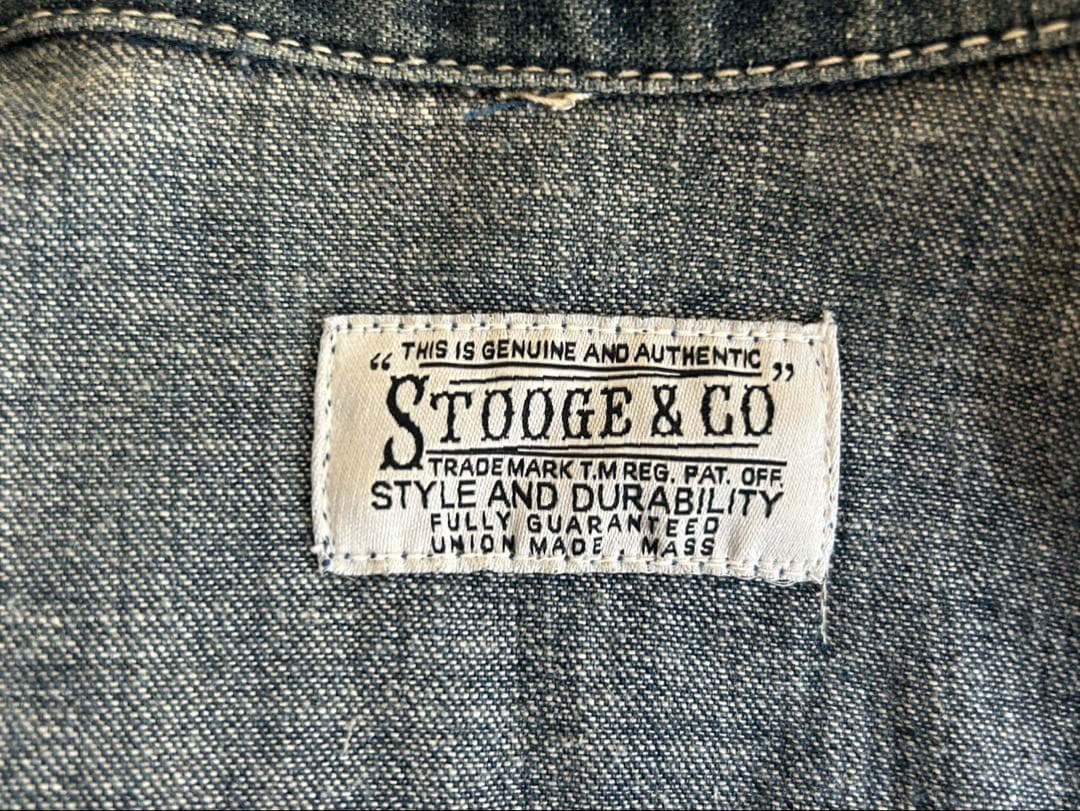 “ THIS IS GENUINE AND AUTHENTIC ”
STOOGE & CO
TRADE MARK T.M REG. PAT. OFF.
STYLE AND DURABILITY
FULLY GUARANTEED
UNION MADE . MASS